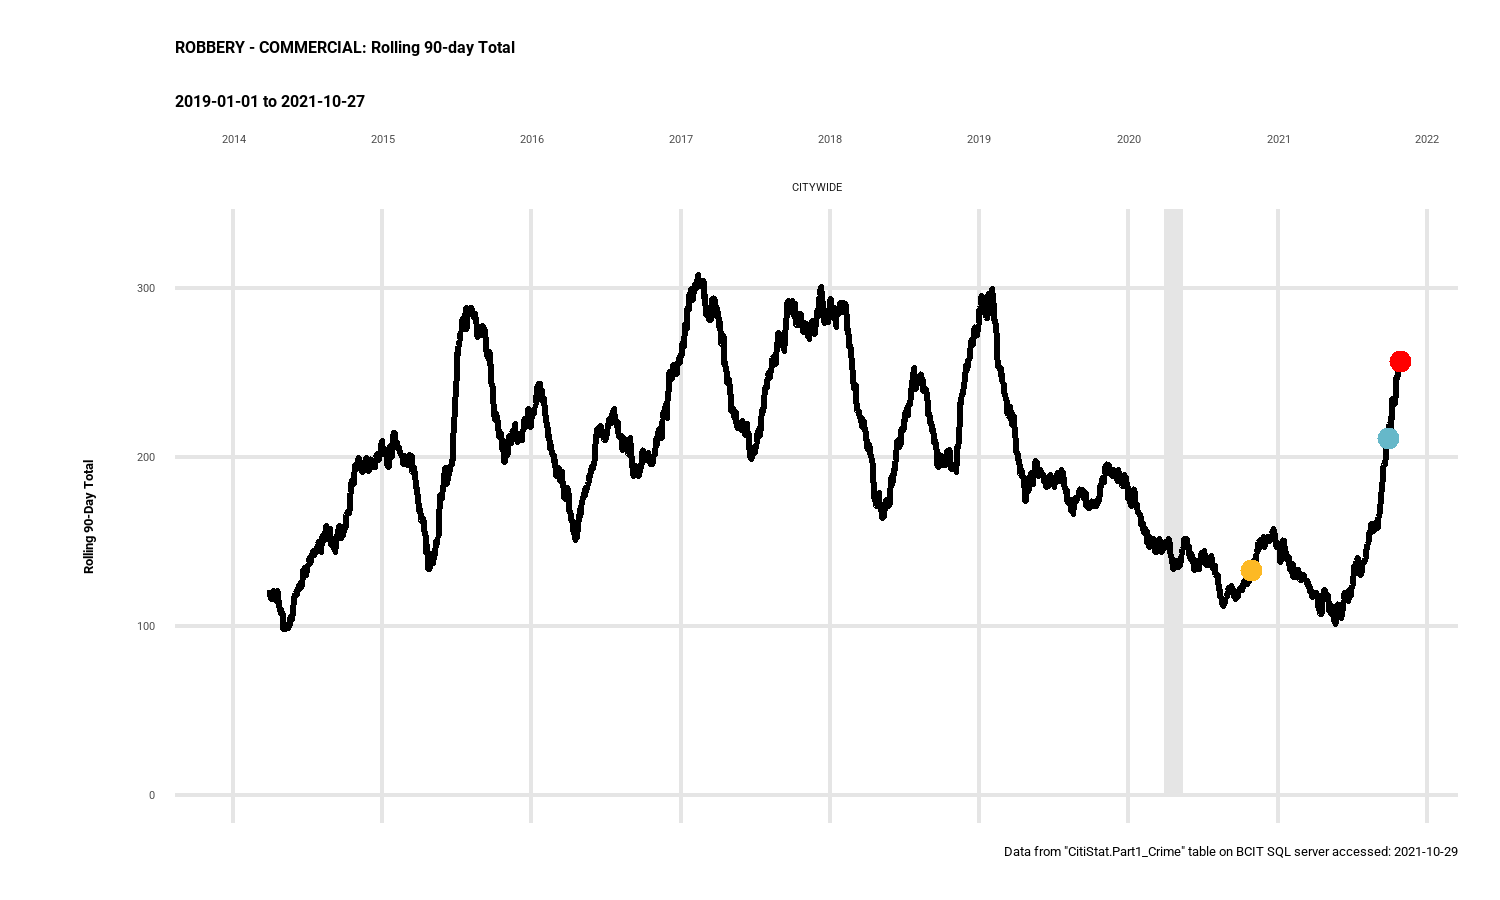 ROBBERY - COMMERCIAL: Rolling 90-day Total
2019-01-01 to 2021-10-27
2014 2015 2016 2017 2018 2019 2020 2021 2022
CITYWIDE
300
200
100
0
Rolling 90-Day Total
Data from "CitiStat.Part1_Crime" table on BCIT SQL server accessed: 2021-10-29